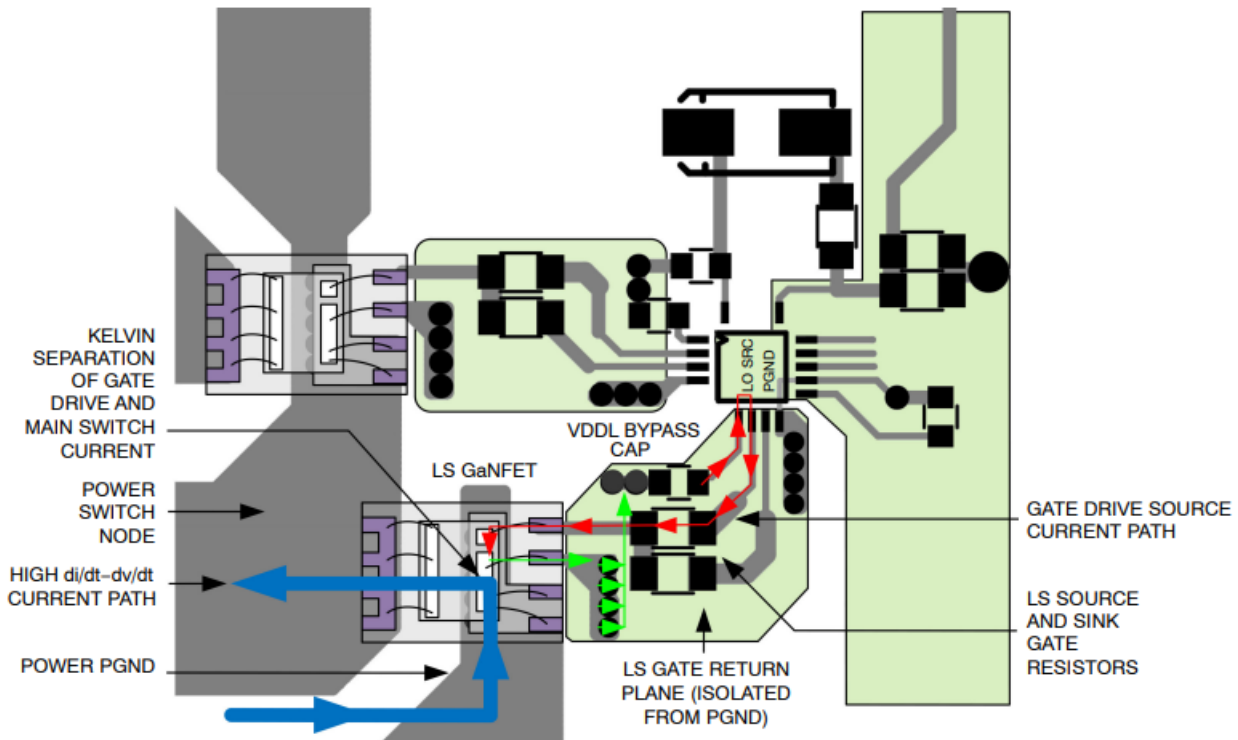 KELVIN
SEPARATION
OF GATE
DRIVE AND
MAIN SWITCH
CURRENT
POWER
SWITCH
NODE
HIGH di/dt–dv/dt
CURRENT PATH
POWER PGND
LS GaNFET
VDDL BYPASS
CAP
LO SRC
PGND
LS GATE RETURN
PLANE (ISOLATED
FROM PGND)
GATE DRIVE SOURCE
CURRENT PATH
LS SOURCE
AND SINK
GATE
RESISTORS